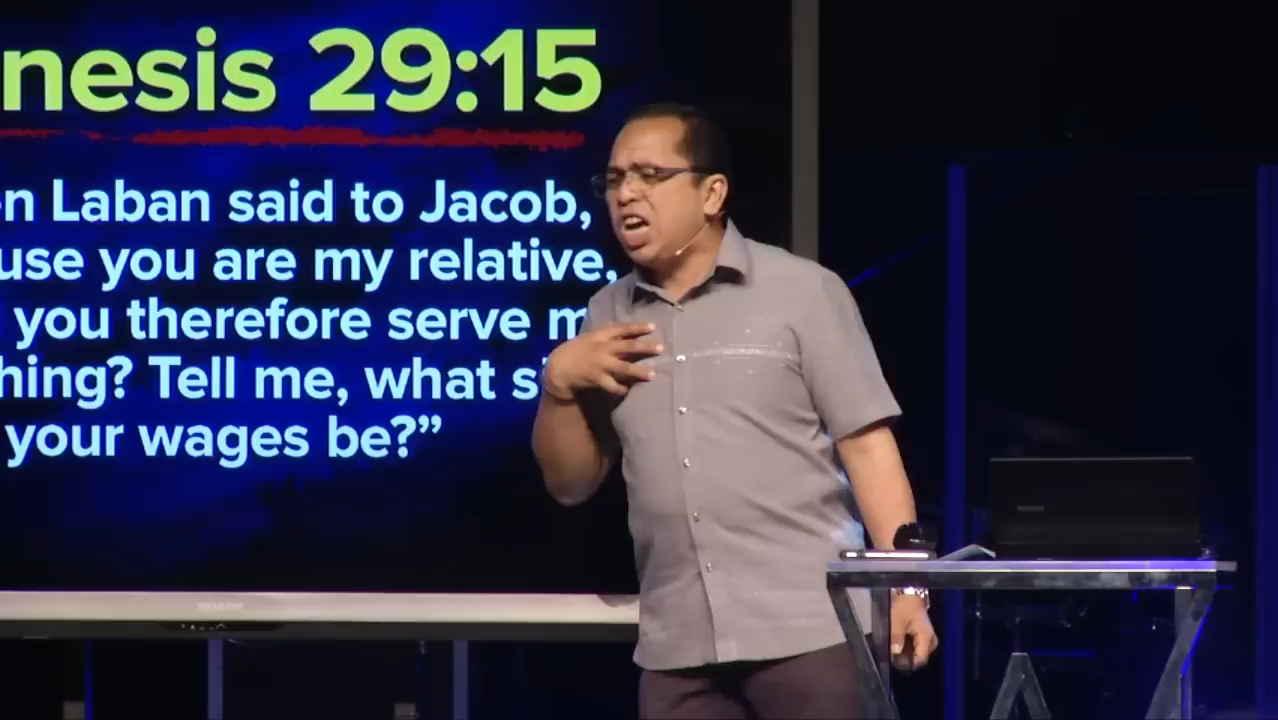 nesis 29:15
en Laban said to Jacob,
use you are my relative,
you therefore serve m
hing? Tell me, what s
your wages be?”